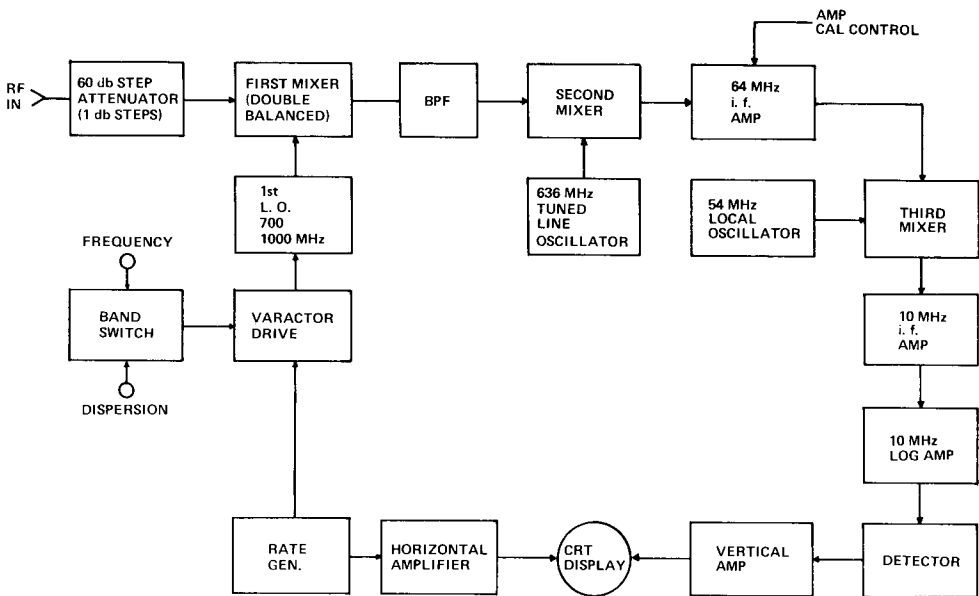 AMP
CAL CONTROL
RF
IN
60 db STEP
ATTENUATOR
(1 db STEPS)
FIRST MIXER
(DOUBLE
BALANCED)
BPF
SECOND
MIXER
64 MHz
i. f.
AMP
1st
L. O.
700
1000 MHz
636 MHz
TUNED
LINE
OSCILLATOR
54 MHz
LOCAL
OSCILLATOR
THIRD
MIXER
FREQUENCY
BAND
SWITCH
VARACTOR
DRIVE
10 MHz
i. f.
AMP
DISPERSION
10 MHz
LOG AMP
RATE
GEN.
HORIZONTAL
AMPLIFIER
CRT
DISPLAY
VERTICAL
AMP
DETECTOR